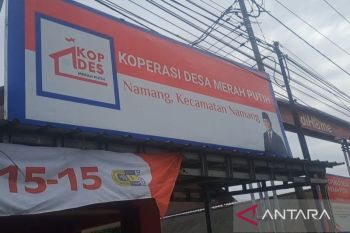 KOP
DES
MERAH PUTIH
KOPERASI DESA MERAH PUTIH
Namang, Kecamatan Namang
15-15
ANTARA